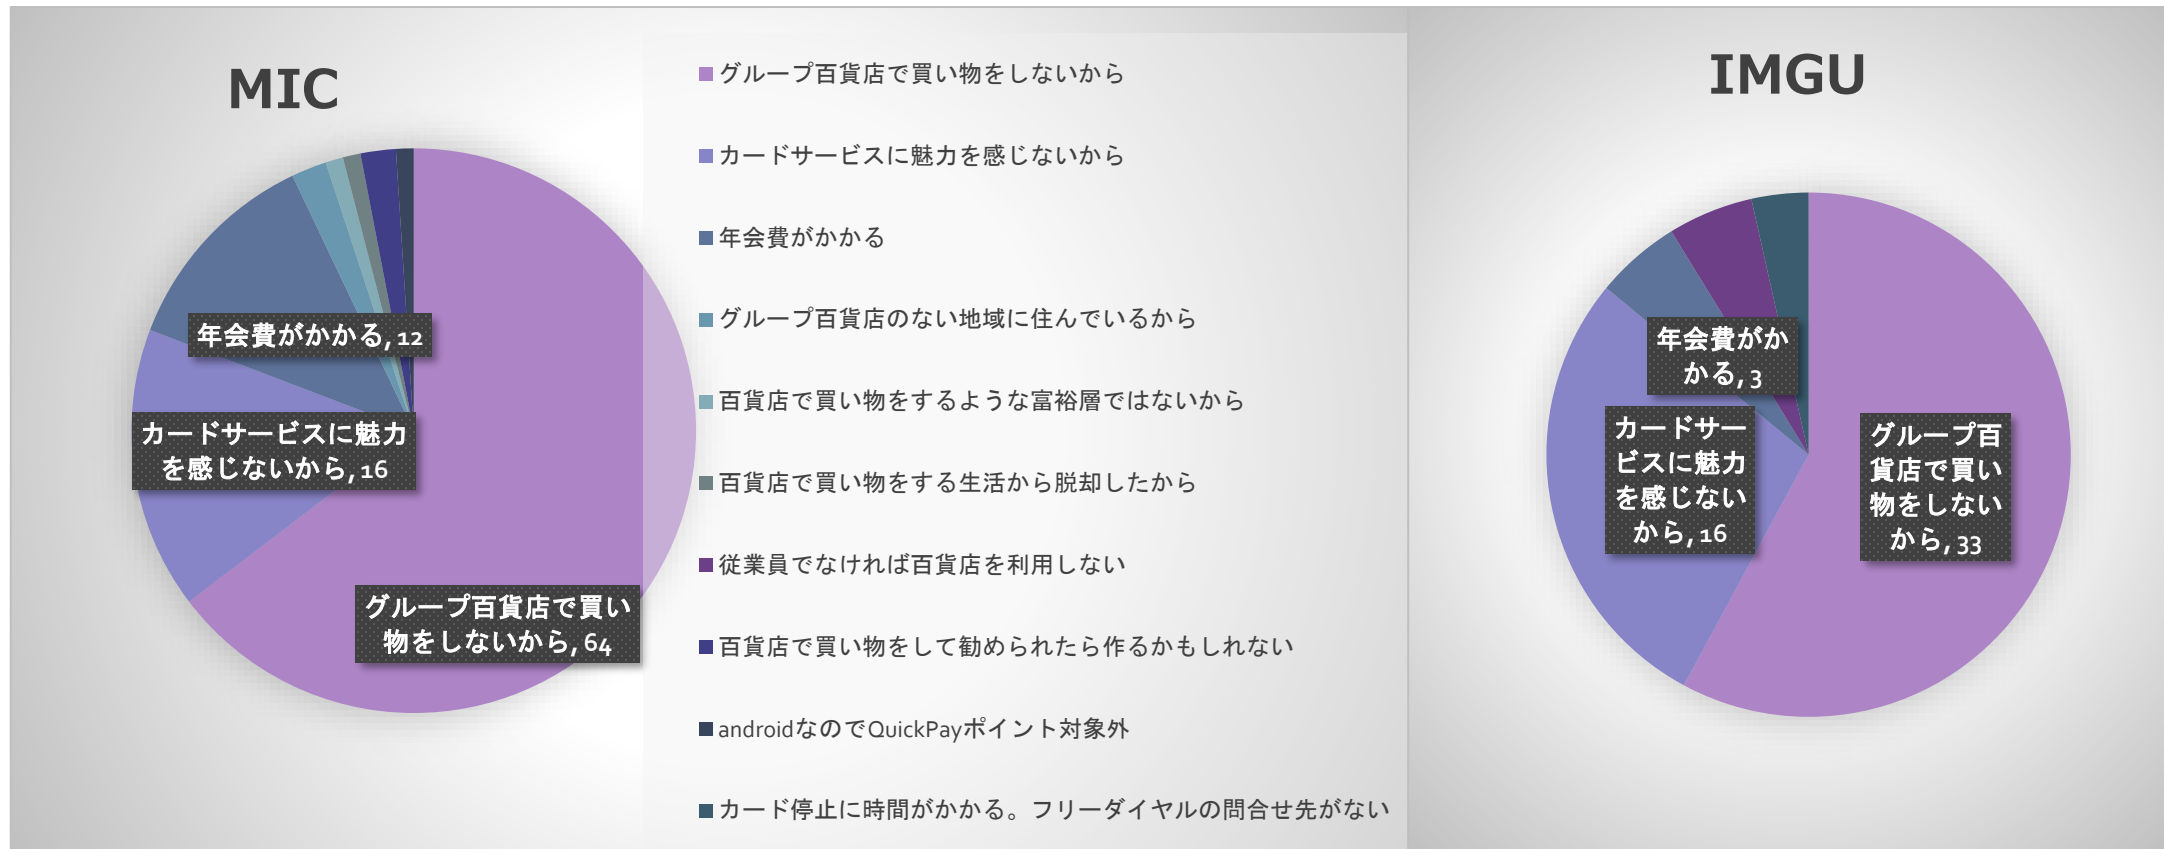 MIC
年会費がかかる, 12
カードサービスに魅力
を感じないから, 16
グループ百貨店で買い
物をしないから, 64
グループ百貨店で買い物をしないから
カードサービスに魅力を感じないから
年会費がかかる
グループ百貨店のない地域に住んでいるから
百貨店で買い物をするような富裕層ではないから
百貨店で買い物をする生活から脱却したから
従業員でなければ百貨店を利用しない
百貨店で買い物をして勧められたら作るかもしれない
androidなのでQuickPayポイント対象外
カード停止に時間がかかる。フリーダイヤルの問合せ先がない
IMGU
年会費がか
かる, 3
カードサー
ビスに魅力
を感じない
から, 16
グループ百
貨店で買い
物をしない
から, 33